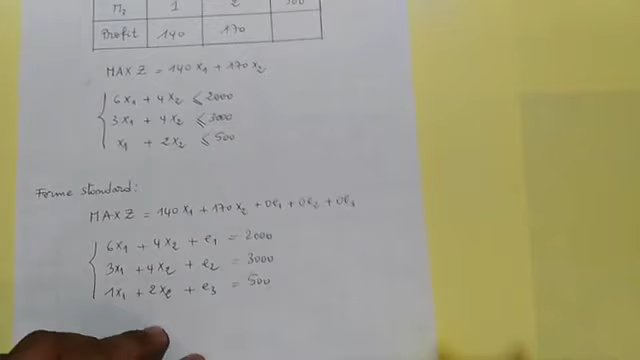 1 2 500
Profit 140 170
MAX Z = 140 x₁ + 170 x₂
6x₁ + 4x₂ ≤ 2000
3x₁ + 4x₂ ≤ 3000
x₁ + 2x₂ ≤ 500
Forme standard:
MAX Z = 140 x₁ + 170 x₂ + 0e₁ + 0e₂ + 0e₃
6x₁ + 4x₂ + e₁ = 2000
3x₁ + 4x₂ + e₂ = 3000
1x₁ + 2x₂ + e₃ = 500